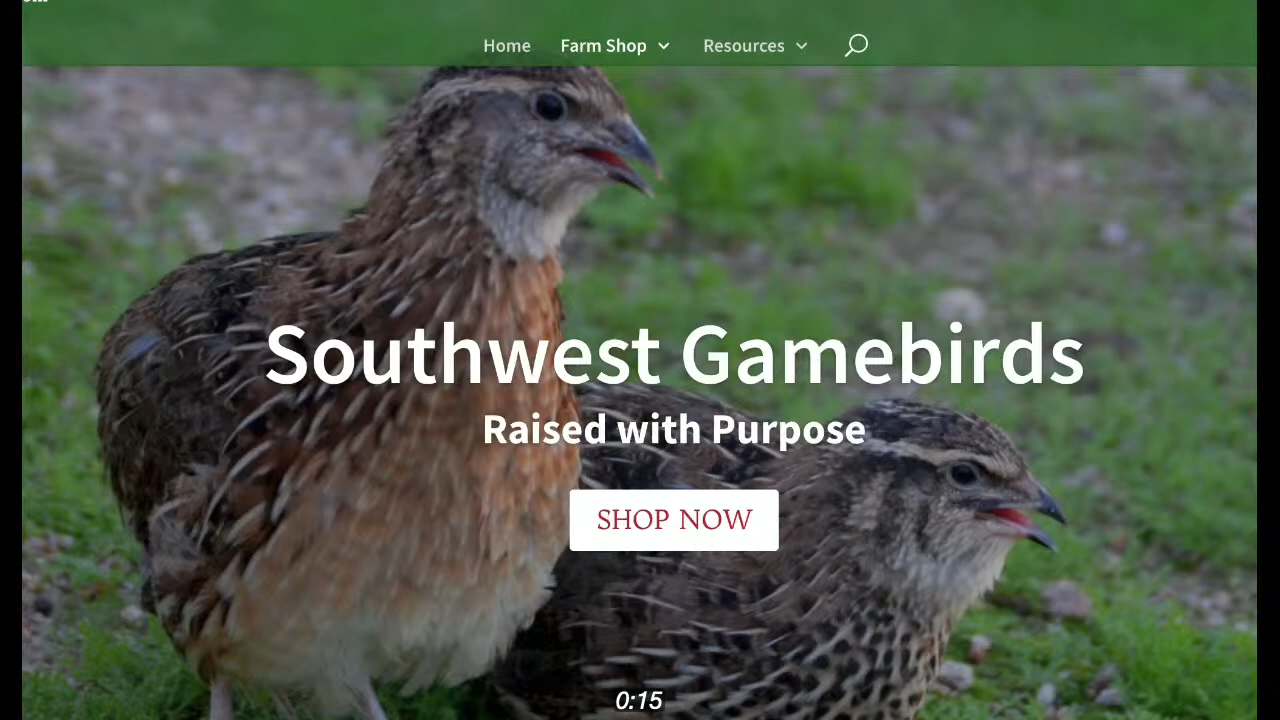 Home Farm Shop Resources
Southwest Gamebirds
Raised with Purpose
SHOP NOW
0:15